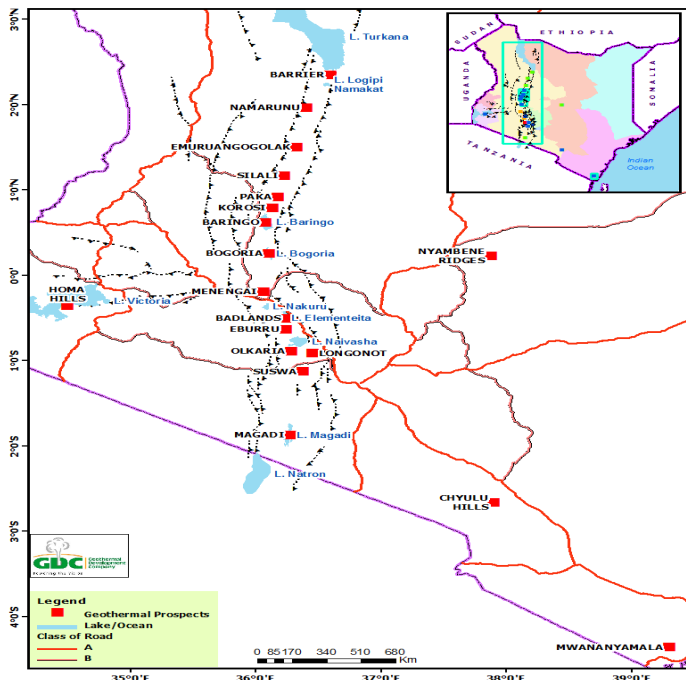 3°0'N
L. Turkana
BARRIER
L. Logipi
Namakat
2°0'N
NAMARUNU
EMURUANGOGOLAK
SILALI
1°0'N
PAKA
KOROSI
BARINGO
L. Baringo
BOGORIA
L. Bogoria
NYAMBENE
RIDGES
0°0'
HOMA
HILLS
L. Victoria
MENENGAI
L. Nakuru
BADLANDS
L. Elementeita
EBURRU
L. Naivasha
OLKARIA
LONGONOT
1°0'S
SUSWA
MAGADI
L. Magadi
2°0'S
L. Natron
CHYULU
HILLS
3°0'S
4°0'S
MWANANYAMALA
SUDAN
ETHIOPIA
UGANDA
SOMALIA
TANZANIA
Indian
Ocean
GDC
Geothermal
Development
Company
Legend
Geothermal Prospects
Lake/Ocean
Class of Road
A
B
0 85 170 340 510 680
Km
35°0'E
36°0'E
37°0'E
38°0'E
39°0'E